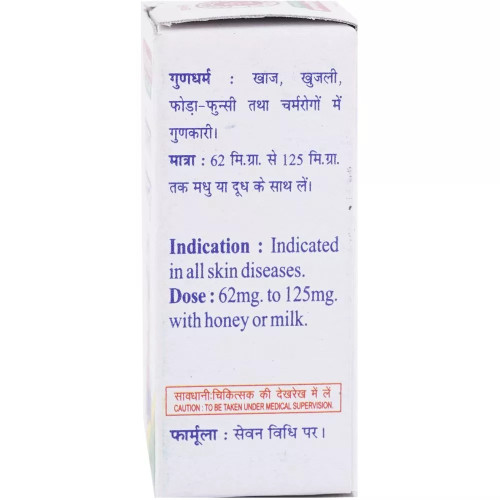 गुणधर्म : खाज, खुजली,
फोड़ा-फुन्सी तथा चर्मरोगों में
गुणकारी।
मात्रा : 62 मि.ग्रा. से 125 मि.ग्रा.
तक मधु या दूध के साथ लें।
Indication : Indicated
in all skin diseases.
Dose : 62mg. to 125mg.
with honey or milk.
सावधानी:चिकित्सक की देखरेख में लें
CAUTION : TO BE TAKEN UNDER MEDICAL SUPERVISION.
फार्मूला : सेवन विधि पर।